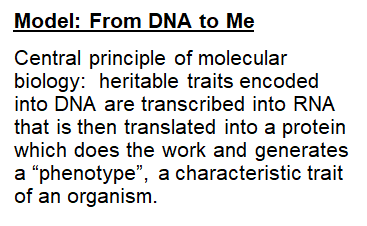 Model: From DNA to Me
Central principle of molecular
biology: heritable traits encoded
into DNA are transcribed into RNA
that is then translated into a protein
which does the work and generates
a “phenotype”, a characteristic trait
of an organism.